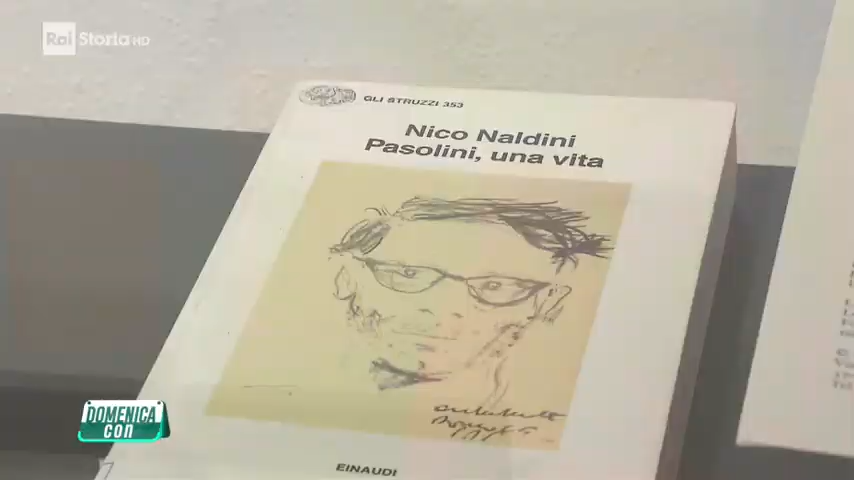 Rai Storia HD
GLI STRUZZI 353
Nico Naldini
Pasolini, una vita
EINAUDI
DOMENICA
CON